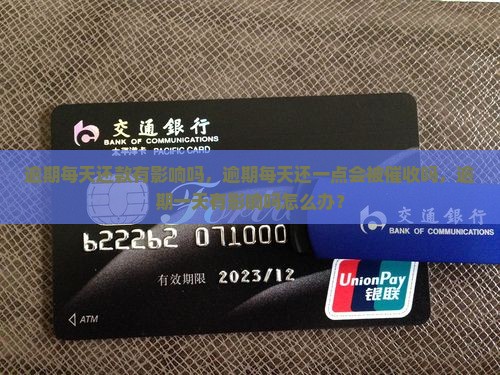 交通銀行
BANK OF COMMUNICATIONS
太平洋卡 PACIFIC CARD
逾期每天还款有影响吗，逾期每天还一点会被催收吗，逾
期一天有影响吗怎么办？
交通银行
BANK OF COMMUNICATIONS
622262 071000
有效期限 2023/12
ATM
UnionPay
银联